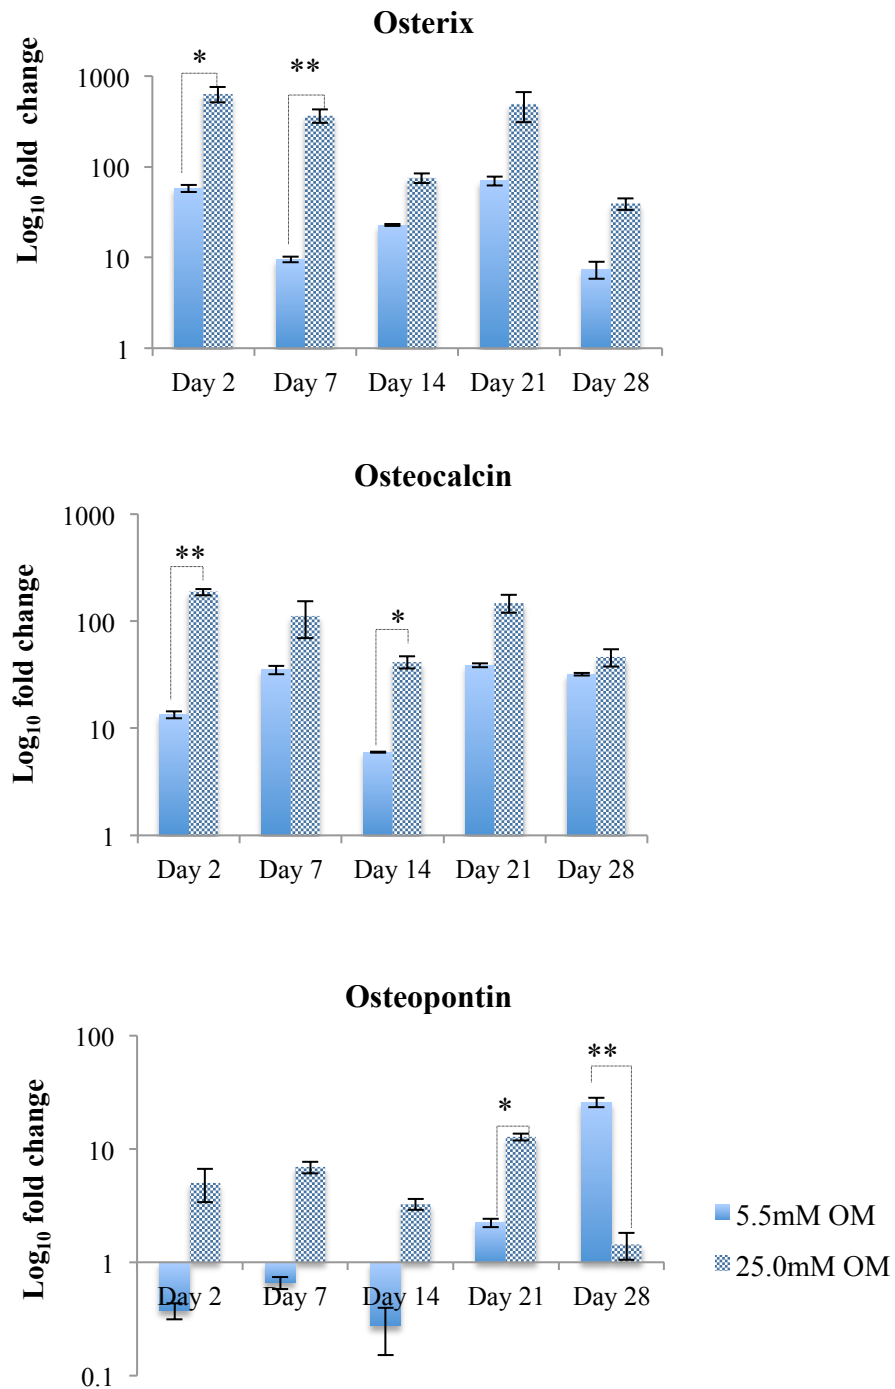 Osterix
Log₁₀ fold change
1000
100
10
1
*
**
Day 2 Day 7 Day 14 Day 21 Day 28
Osteocalcin
Log₁₀ fold change
1000
100
10
1
**
*
Day 2 Day 7 Day 14 Day 21 Day 28
Osteopontin
Log₁₀ fold change
100
10
1
0.1
*
**
Day 2 Day 7 Day 14 Day 21 Day 28
5.5mM OM
25.0mM OM